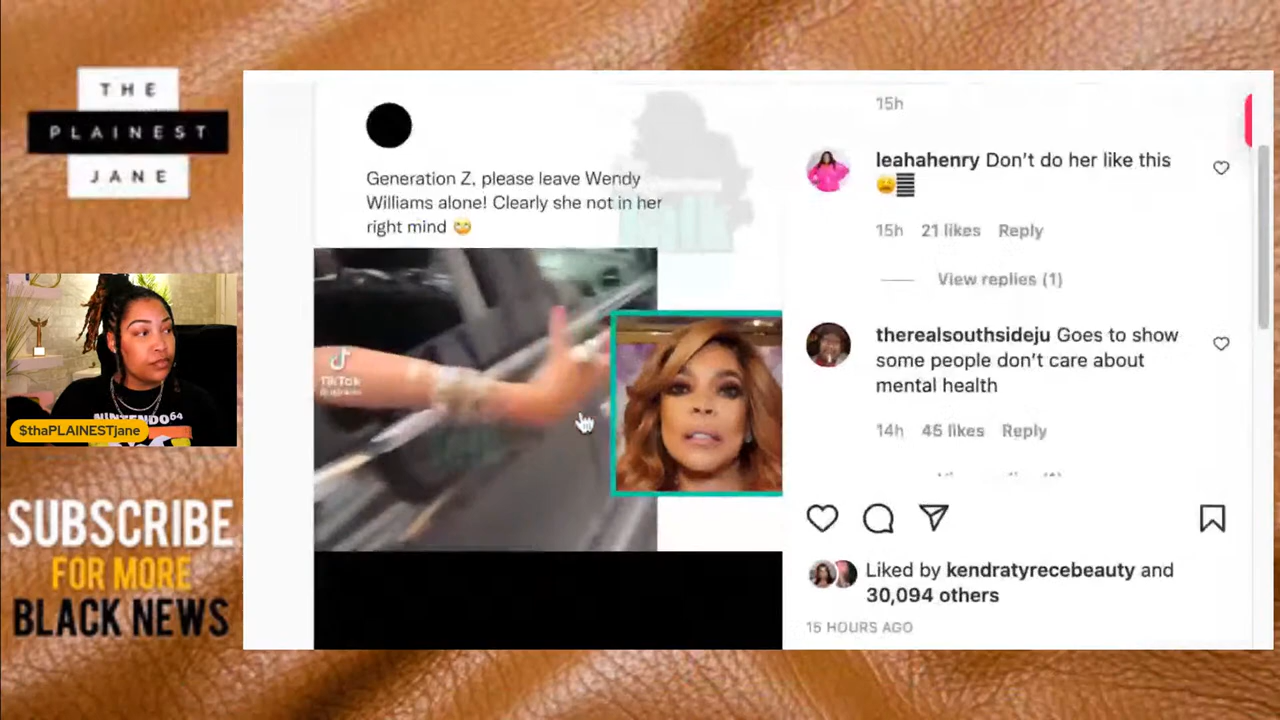 THE
PLAINEST
JANE
$thaPLAINESTjane
SUBSCRIBE
FOR MORE
BLACK NEWS
NINTENDO64
Generation Z, please leave Wendy
Williams alone! Clearly she not in her
right mind 😬
TikTok
15h
leahahenry Don't do her like this
😩
15h 21 likes Reply
View replies (1)
therealsouthsideju Goes to show
some people don't care about
mental health
14h 46 likes Reply
Liked by kendratyrecebeauty and
30,094 others
15 HOURS AGO